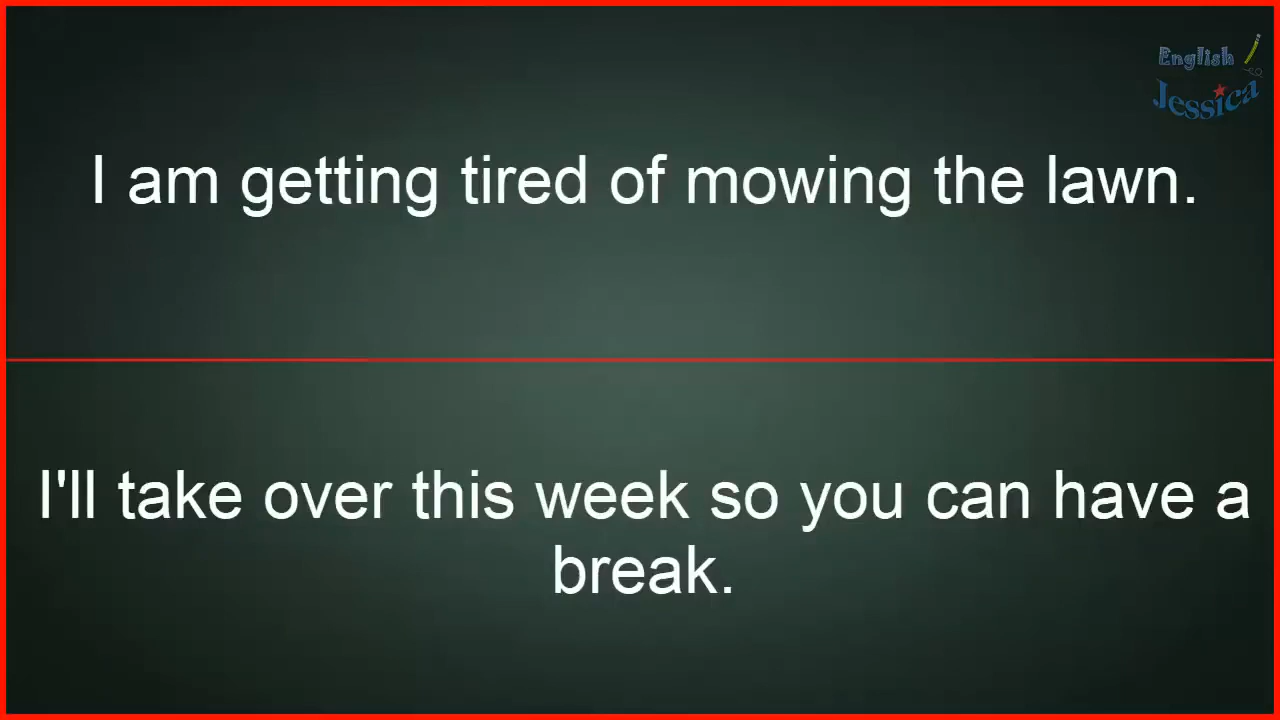 English
Jessica
I am getting tired of mowing the lawn.
I'll take over this week so you can have a
break.